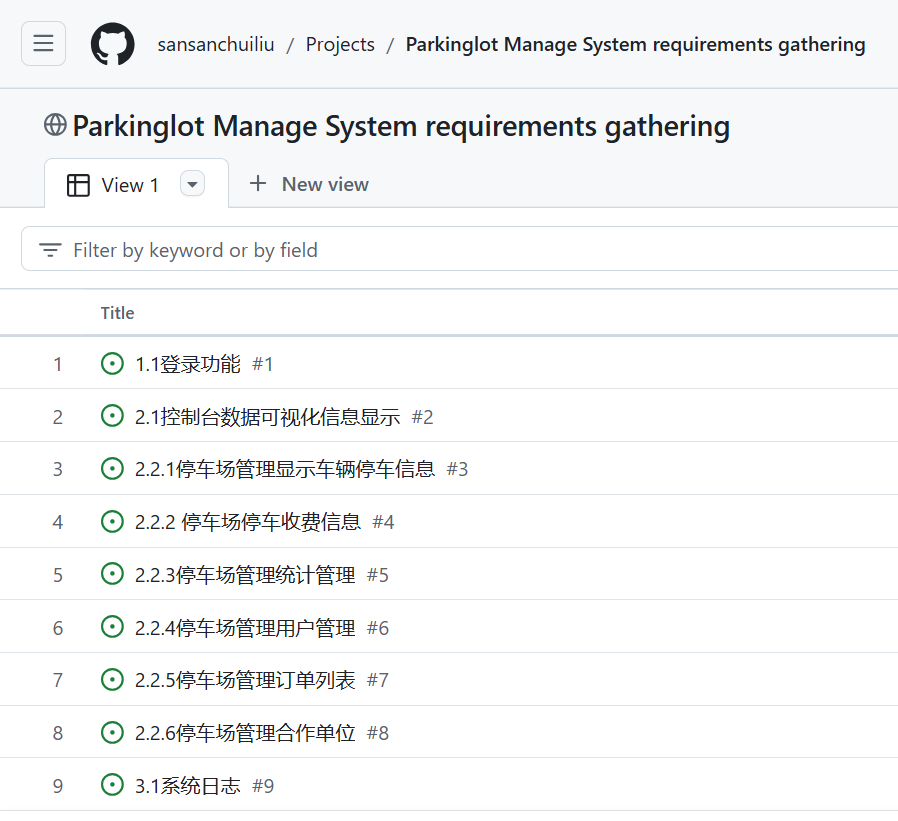 sansanchuiliu / Projects / Parkinglot Manage System requirements gathering
Parkinglot Manage System requirements gathering
View 1 New view
Filter by keyword or by field
Title
1 1.1登录功能 #1
2 2.1控制台数据可视化信息显示 #2
3 2.2.1停车场管理显示车辆停车信息 #3
4 2.2.2 停车场停车收费信息 #4
5 2.2.3停车场管理统计管理 #5
6 2.2.4停车场管理用户管理 #6
7 2.2.5停车场管理订单列表 #7
8 2.2.6停车场管理合作单位 #8
9 3.1系统日志 #9